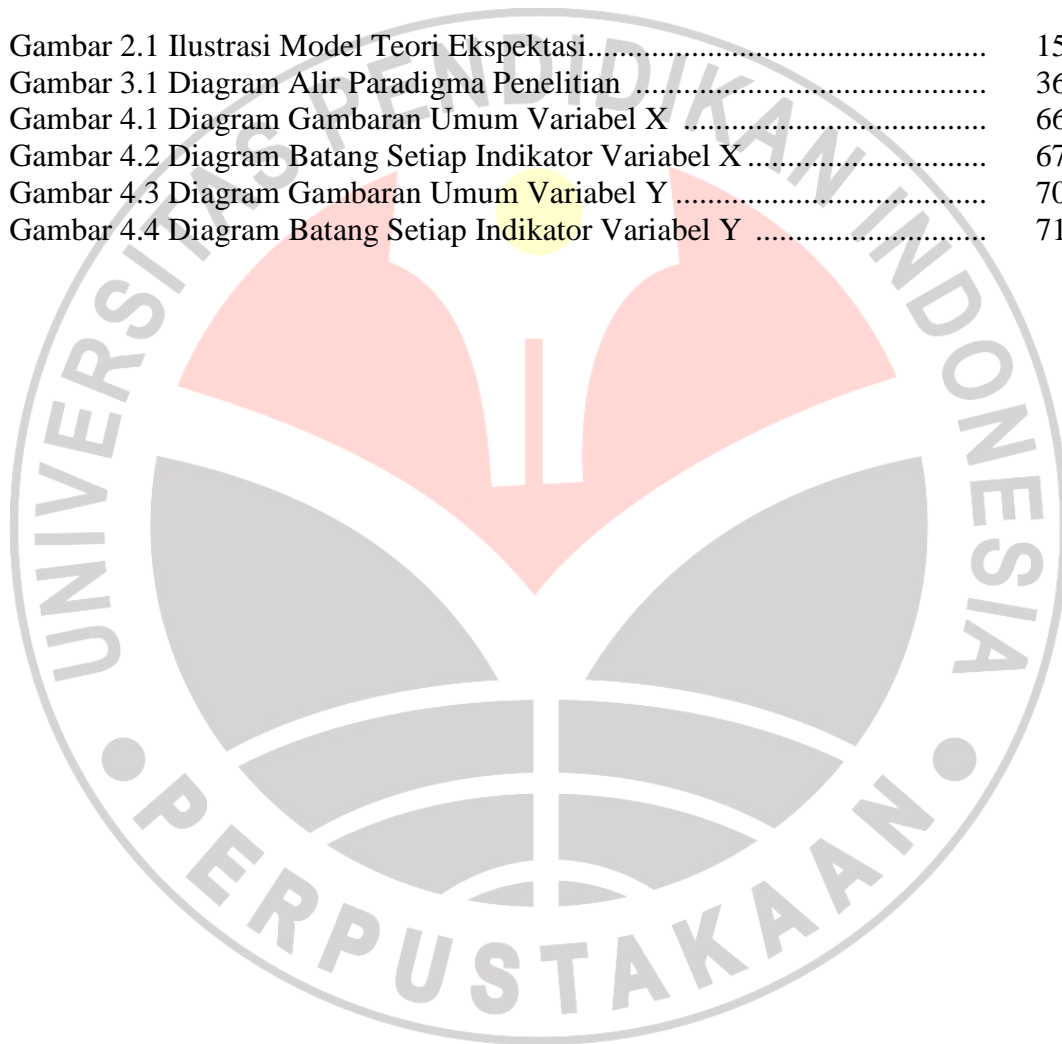 Gambar 2.1 Ilustrasi Model Teori Ekspektasi............................................................ 15
Gambar 3.1 Diagram Alir Paradigma Penelitian ..................................................... 36
Gambar 4.1 Diagram Gambaran Umum Variabel X .............................................. 66
Gambar 4.2 Diagram Batang Setiap Indikator Variabel X.................................... 67
Gambar 4.3 Diagram Gambaran Umum Variabel Y............................................... 70
Gambar 4.4 Diagram Batang Setiap Indikator Variabel Y ................................... 71
UNIVERSITAS PENDIDIKAN INDONESIA
PERPUSTAKAAN